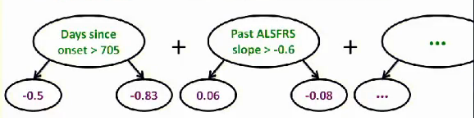 Days since
onset > 705
+
Past ALSFRS
slope > -0.6
+
...
-0.5
-0.83
0.06
-0.08
...